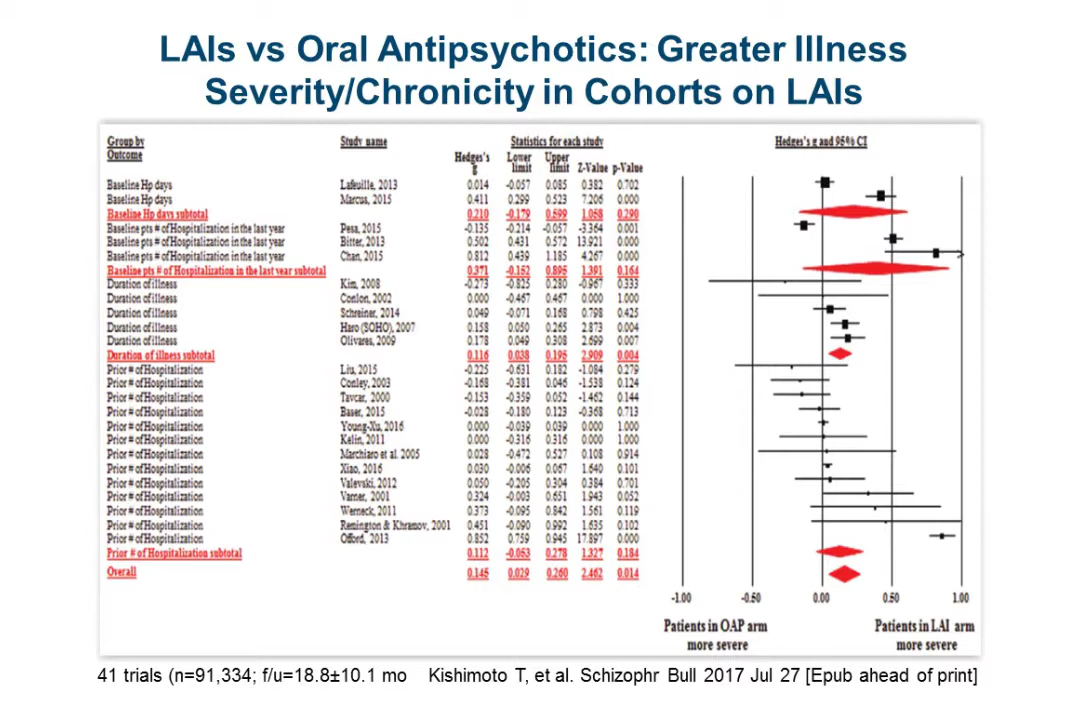 LAIs vs Oral Antipsychotics: Greater Illness
Severity/Chronicity in Cohorts on LAIs
Group by Outcome Study name Statistics for each study Hedges's g and 95% CI
Hedges's g Lower limit Upper limit Z-Value p-Value
Baseline Hp days Lafeuille, 2013 0.014 -0.057 0.085 0.382 0.702
Baseline Hp days Marcus, 2015 0.411 0.299 0.523 7.206 0.000
Baseline Hp days subtotal 0.210 -0.179 0.599 1.058 0.290
Baseline pts # of Hospitalization in the last year Pesa, 2015 -0.135 -0.214 -0.057 -3.364 0.001
Baseline pts # of Hospitalization in the last year Bitter, 2013 0.502 0.431 0.572 13.921 0.000
Baseline pts # of Hospitalization in the last year Chan, 2015 0.812 0.439 1.185 4.267 0.000
Baseline pts # of Hospitalization in the last year subtotal 0.371 -0.152 0.895 1.391 0.164
Duration of illness Kim, 2008 -0.273 -0.825 0.280 -0.967 0.333
Duration of illness Conlon, 2002 0.000 -0.467 0.467 0.000 1.000
Duration of illness Schreiner, 2014 0.049 -0.071 0.168 0.798 0.425
Duration of illness Haro (SOHO), 2007 0.158 0.050 0.265 2.873 0.004
Duration of illness Olivares, 2009 0.178 0.049 0.308 2.699 0.007
Duration of illness subtotal 0.116 0.038 0.195 2.909 0.004
Prior # of Hospitalization Liu, 2015 -0.225 -0.631 0.182 -1.084 0.279
Prior # of Hospitalization Conley, 2003 -0.168 -0.381 0.046 -1.538 0.124
Prior # of Hospitalization Tavcar, 2000 -0.153 -0.359 0.052 -1.462 0.144
Prior # of Hospitalization Baser, 2015 -0.028 -0.180 0.123 -0.368 0.713
Prior # of Hospitalization Young-Xu, 2016 0.000 -0.039 0.039 0.000 1.000
Prior # of Hospitalization Kelin, 2011 0.000 -0.316 0.316 0.000 1.000
Prior # of Hospitalization Marchiaro et al. 2005 0.028 -0.472 0.527 0.108 0.914
Prior # of Hospitalization Xiao, 2016 0.030 -0.006 0.067 1.640 0.101
Prior # of Hospitalization Valevski, 2012 0.050 -0.205 0.304 0.384 0.701
Prior # of Hospitalization Varner, 2001 0.324 -0.003 0.651 1.943 0.052
Prior # of Hospitalization Werneck, 2011 0.373 -0.095 0.842 1.561 0.119
Prior # of Hospitalization Remington & Khramov, 2001 0.451 -0.090 0.992 1.635 0.102
Prior # of Hospitalization Offord, 2013 0.852 0.759 0.945 17.897 0.000
Prior # of Hospitalization subtotal 0.112 -0.053 0.278 1.327 0.184
Overall 0.145 0.029 0.260 2.462 0.014
-1.00 -0.50 0.00 0.50 1.00
Patients in OAP arm more severe
Patients in LAI arm more severe
41 trials (n=91,334; f/u=18.8±10.1 mo Kishimoto T, et al. Schizophr Bull 2017 Jul 27 [Epub ahead of print]